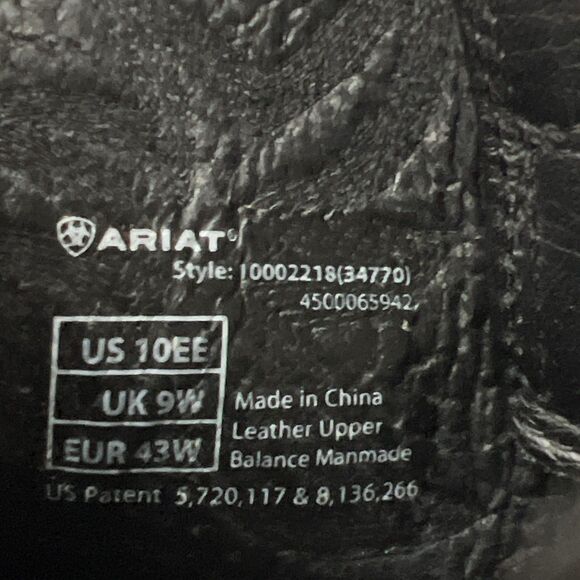 ARIAT®
Style: 10002218(34770)
4500065942
US 10EE
UK 9W
EUR 43W
Made in China
Leather Upper
Balance Manmade
US Patent 5,720,117 & 8,136,266